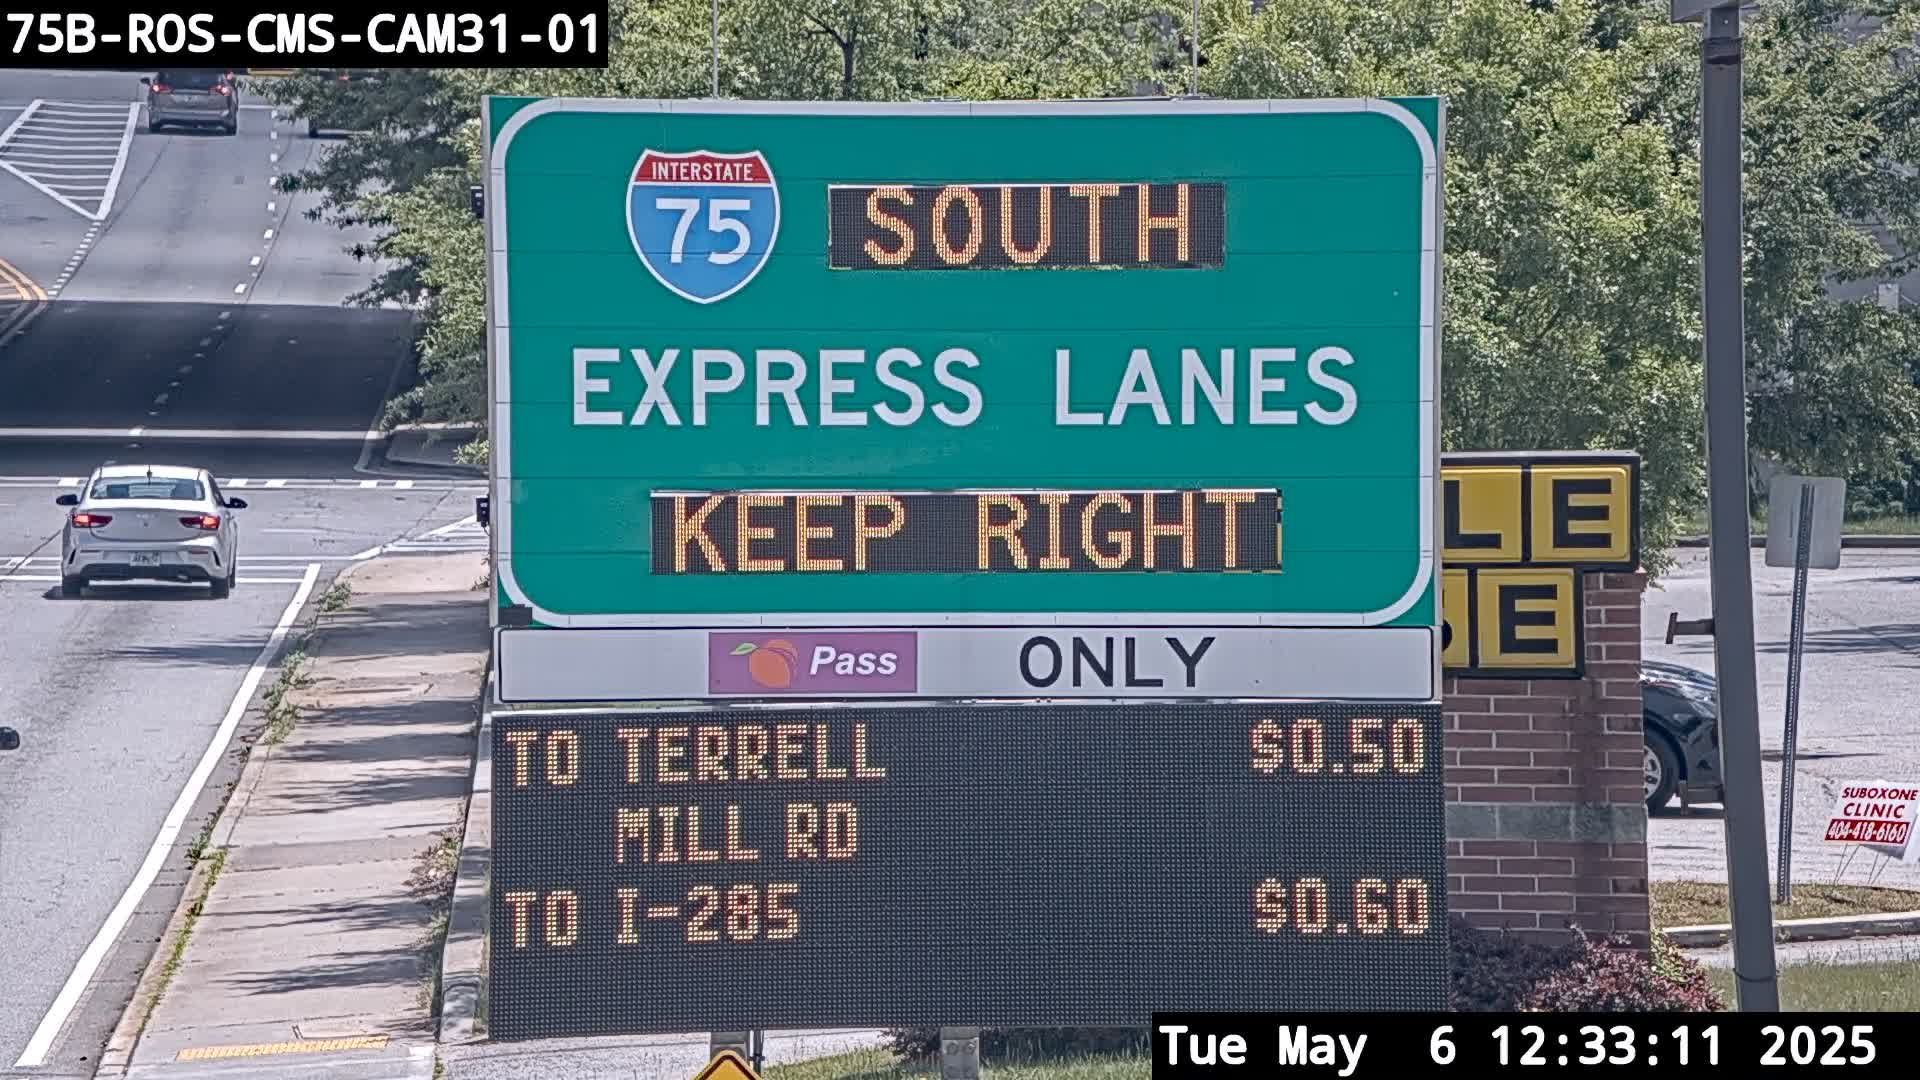 75B-ROS-CMS-CAM31-01
INTERSTATE
75
SOUTH
EXPRESS LANES
KEEP RIGHT
Pass ONLY
TO TERRELL $0.50
MILL RD
TO I-285 $0.60
LE
E
SUBOXONE
CLINIC
404-418-6160
Tue May 6 12:33:11 2025